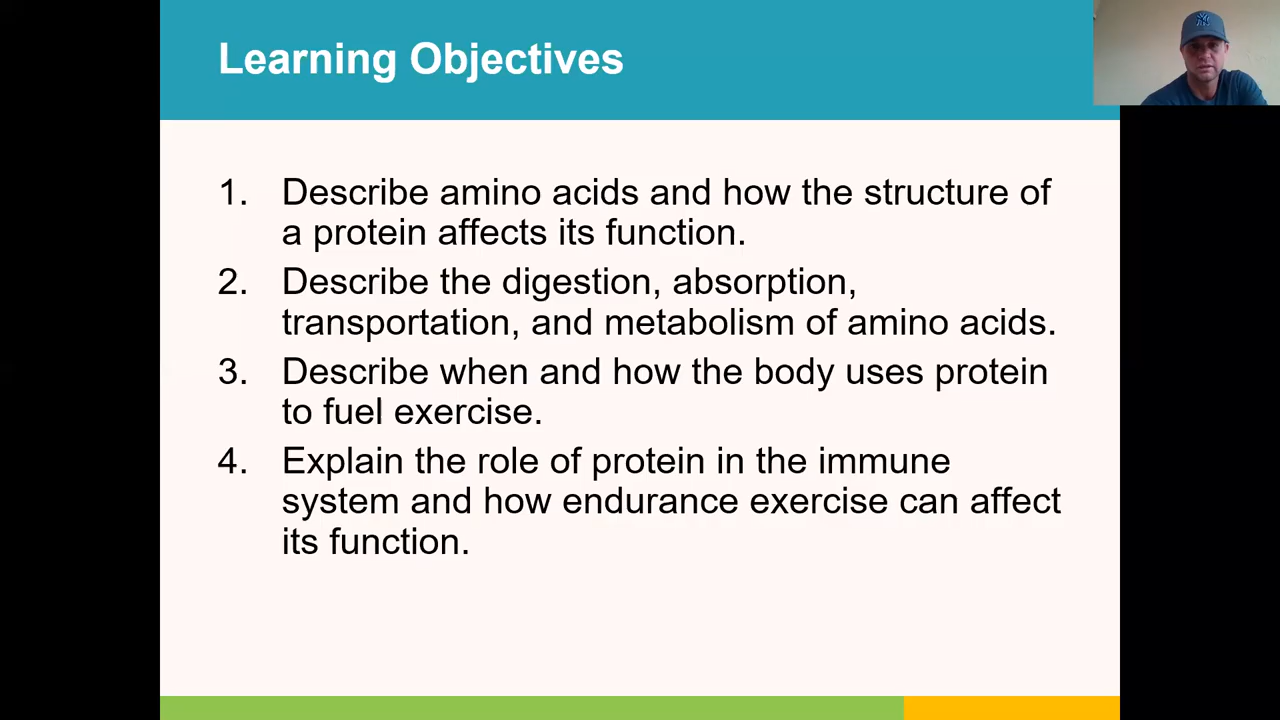 Learning Objectives
1. Describe amino acids and how the structure of
a protein affects its function.
2. Describe the digestion, absorption,
transportation, and metabolism of amino acids.
3. Describe when and how the body uses protein
to fuel exercise.
4. Explain the role of protein in the immune
system and how endurance exercise can affect
its function.